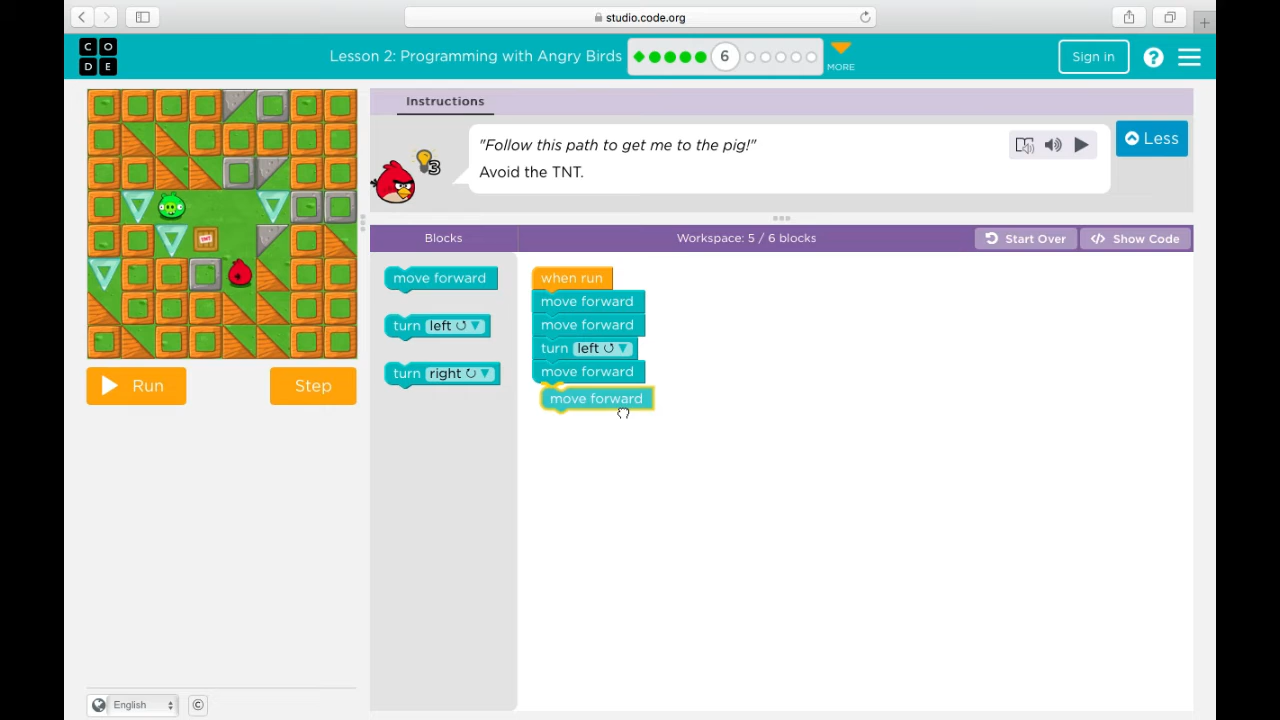 studio.code.org
C O
D E
Lesson 2: Programming with Angry Birds
6
MORE
Sign in
?
Instructions
"Follow this path to get me to the pig!"
Avoid the TNT.
3
Less
Blocks
Workspace: 5 / 6 blocks
Start Over
Show Code
move forward
turn left
turn right
when run
move forward
move forward
turn left
move forward
move forward
TNT
Run
Step
English
©